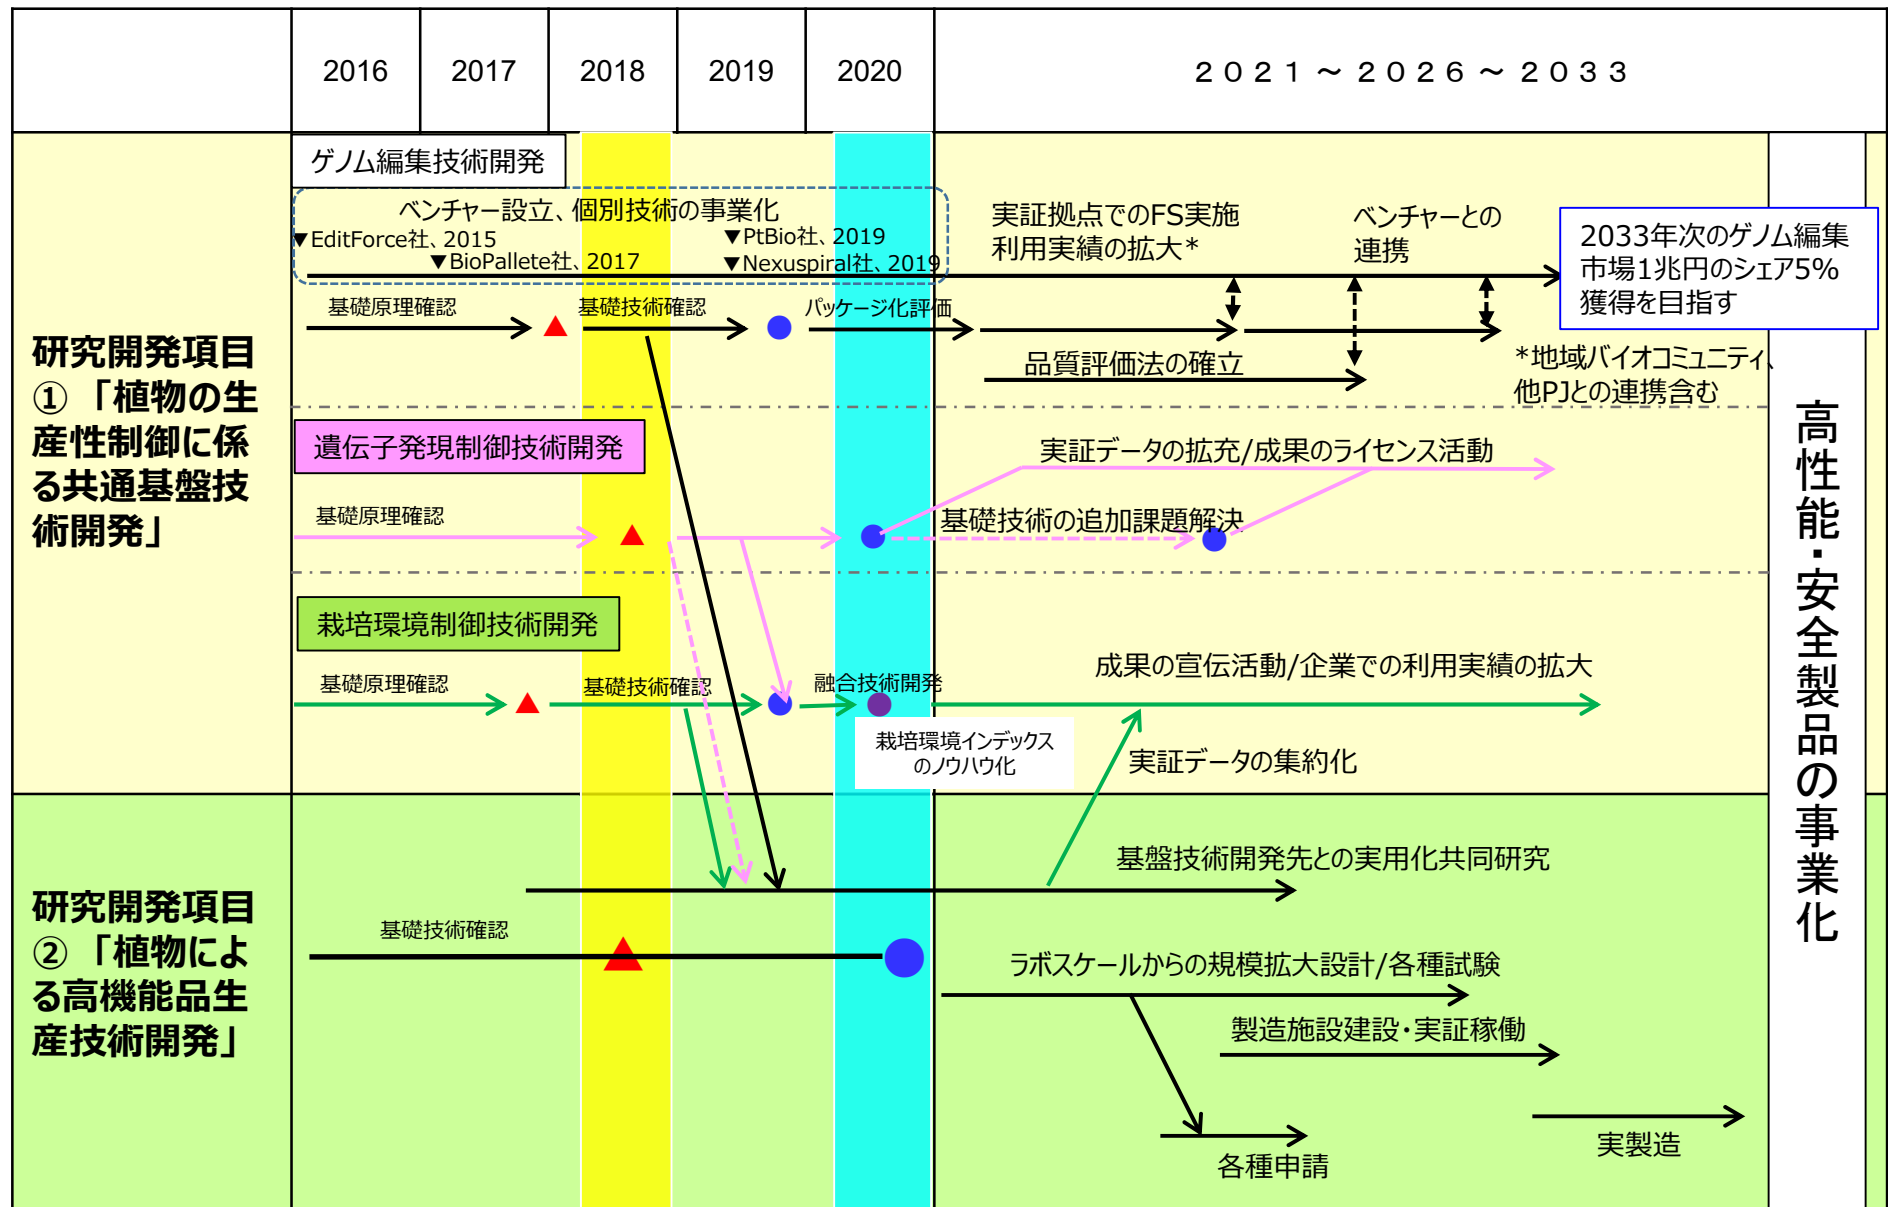 2016
2017
2018
2019
2020
２０２１～２０２６～２０３３
研究開発項目
① 「植物の生
産性制御に係
る共通基盤技
術開発」
ゲノム編集技術開発
ベンチャー設立、個別技術の事業化
▼EditForce社、2015
▼BioPallete社、2017
▼PtBio社、2019
▼Nexuspiral社、2019
実証拠点でのFS実施
利用実績の拡大*
ベンチャーとの
連携
2033年次のゲノム編集
市場1兆円のシェア5%
獲得を目指す
基礎原理確認
基礎技術確認
パッケージ化評価
品質評価法の確立
*地域バイオコミュニティ、
他PJとの連携含む
遺伝子発現制御技術開発
実証データの拡充/成果のライセンス活動
基礎原理確認
基礎技術の追加課題解決
栽培環境制御技術開発
基礎原理確認
基礎技術確認
融合技術開発
成果の宣伝活動/企業での利用実績の拡大
栽培環境インデックス
のノウハウ化
実証データの集約化
研究開発項目
② 「植物によ
る高機能品生
産技術開発」
基盤技術開発先との実用化共同研究
基礎技術確認
ラボスケールからの規模拡大設計/各種試験
製造施設建設・実証稼働
各種申請
実製造
高性能・安全製品の事業化